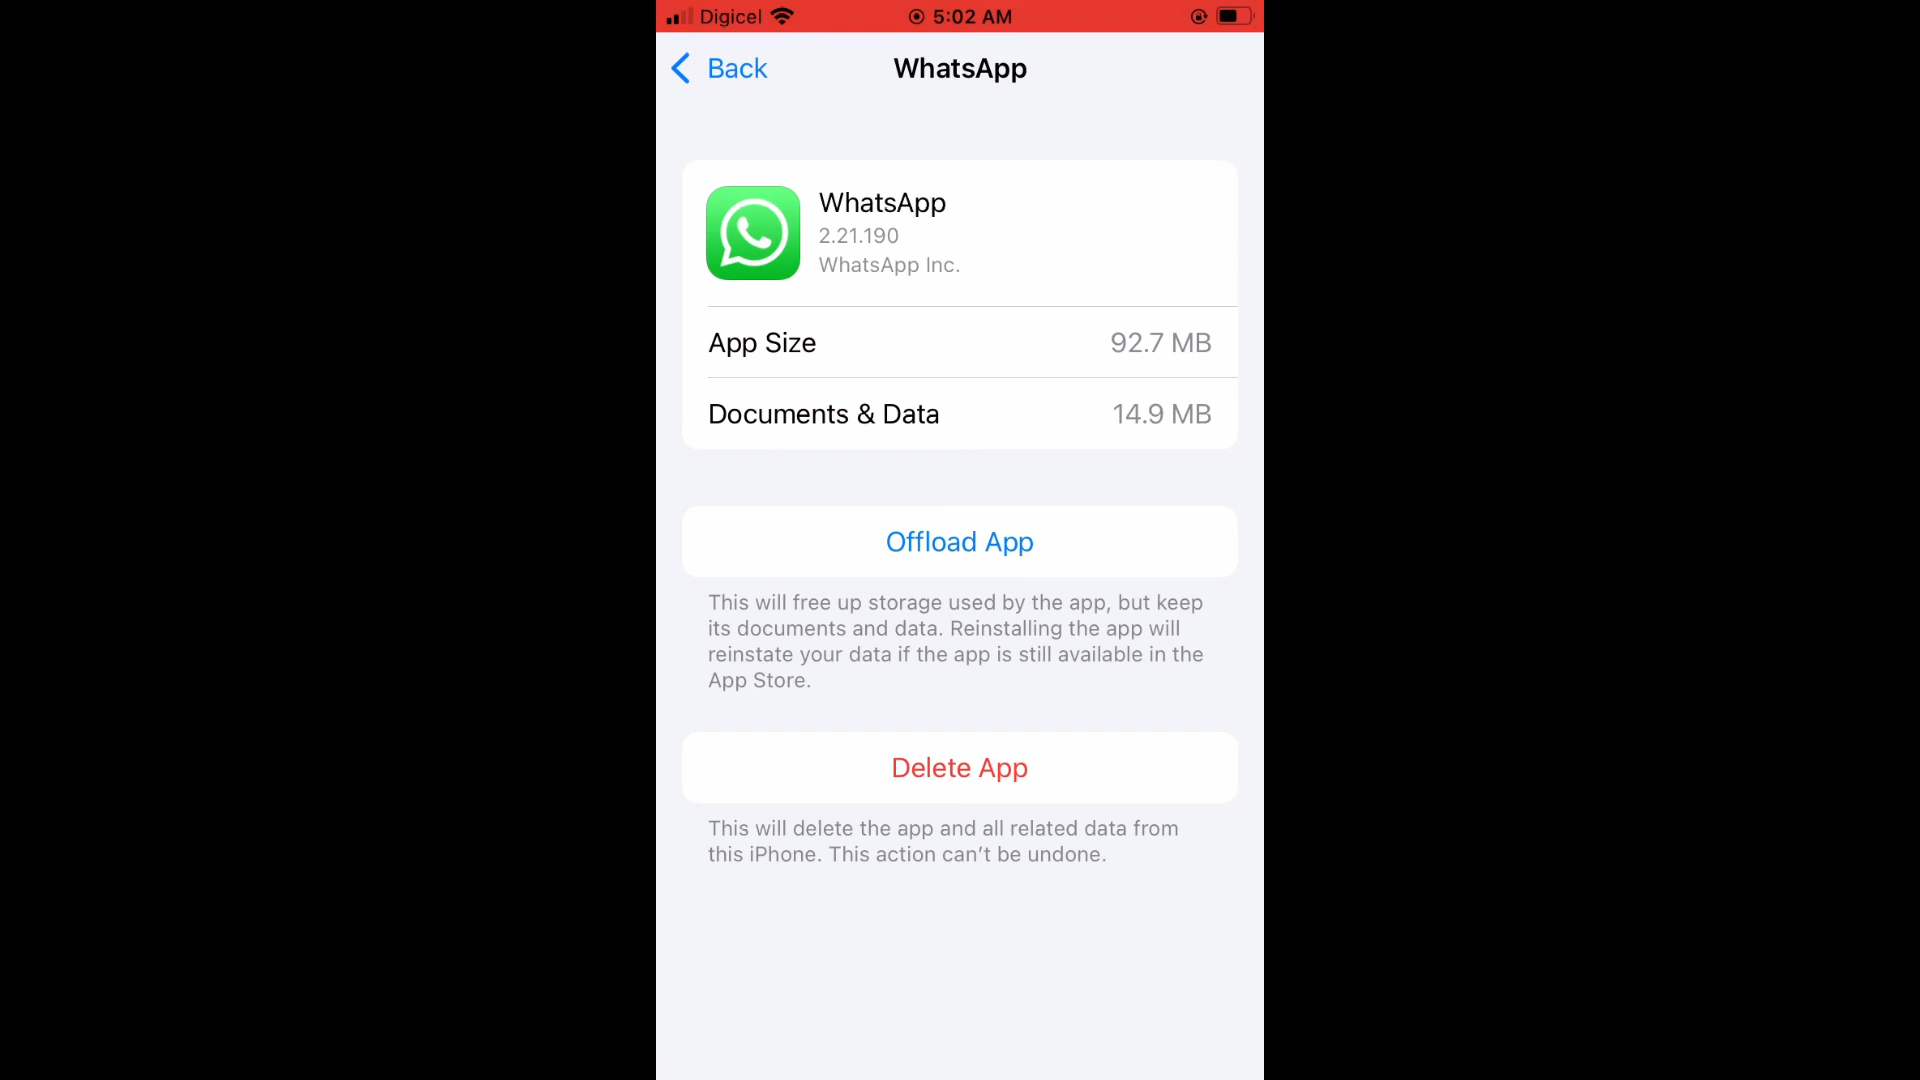 Digicel 5:02 AM
Back WhatsApp
WhatsApp
2.21.190
WhatsApp Inc.
App Size 92.7 MB
Documents & Data 14.9 MB
Offload App
This will free up storage used by the app, but keep
its documents and data. Reinstalling the app will
reinstate your data if the app is still available in the
App Store.
Delete App
This will delete the app and all related data from
this iPhone. This action can’t be undone.